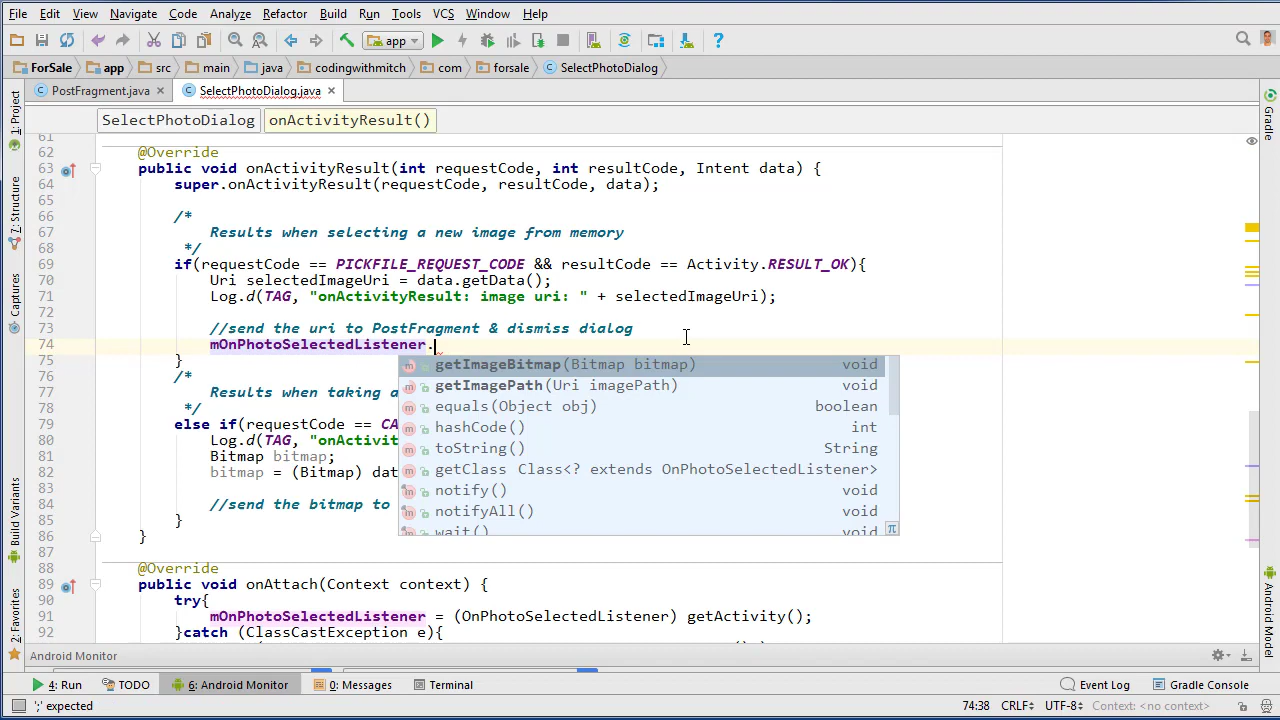 File Edit View Navigate Code Analyze Refactor Build Run Tools VCS Window Help
app
ForSale app src main java codingwithmitch com forsale SelectPhotoDialog
PostFragment.java SelectPhotoDialog.java
SelectPhotoDialog onActivityResult()
61
62 @Override
63 public void onActivityResult(int requestCode, int resultCode, Intent data) {
64 super.onActivityResult(requestCode, resultCode, data);
65
66 /*
67 Results when selecting a new image from memory
68 */
69 if(requestCode == PICKFILE_REQUEST_CODE && resultCode == Activity.RESULT_OK){
70 Uri selectedImageUri = data.getData();
71 Log.d(TAG, "onActivityResult: image uri: " + selectedImageUri);
72
73 //send the uri to PostFragment & dismiss dialog
74 mOnPhotoSelectedListener.
75 }
76 /*
77 Results when taking a
78 */
79 else if(requestCode == CA
80 Log.d(TAG, "onActivit
81 Bitmap bitmap;
82 bitmap = (Bitmap) dat
83
84 //send the bitmap to
85 }
86 }
87
88 @Override
89 public void onAttach(Context context) {
90 try{
91 mOnPhotoSelectedListener = (OnPhotoSelectedListener) getActivity();
92 }catch (ClassCastException e){
getImageBitmap(Bitmap bitmap) void
getImagePath(Uri imagePath) void
equals(Object obj) boolean
hashCode() int
toString() String
getClass Class<? extends OnPhotoSelectedListener>
notify() void
notifyAll() void
wait() void
π
1: Project
7: Structure
Captures
Build Variants
2: Favorites
Gradle
Android Model
Android Monitor
4: Run TODO 6: Android Monitor 0: Messages Terminal Event Log Gradle Console
';' expected 74:38 CRLF÷ UTF-8÷ Context: <no context>